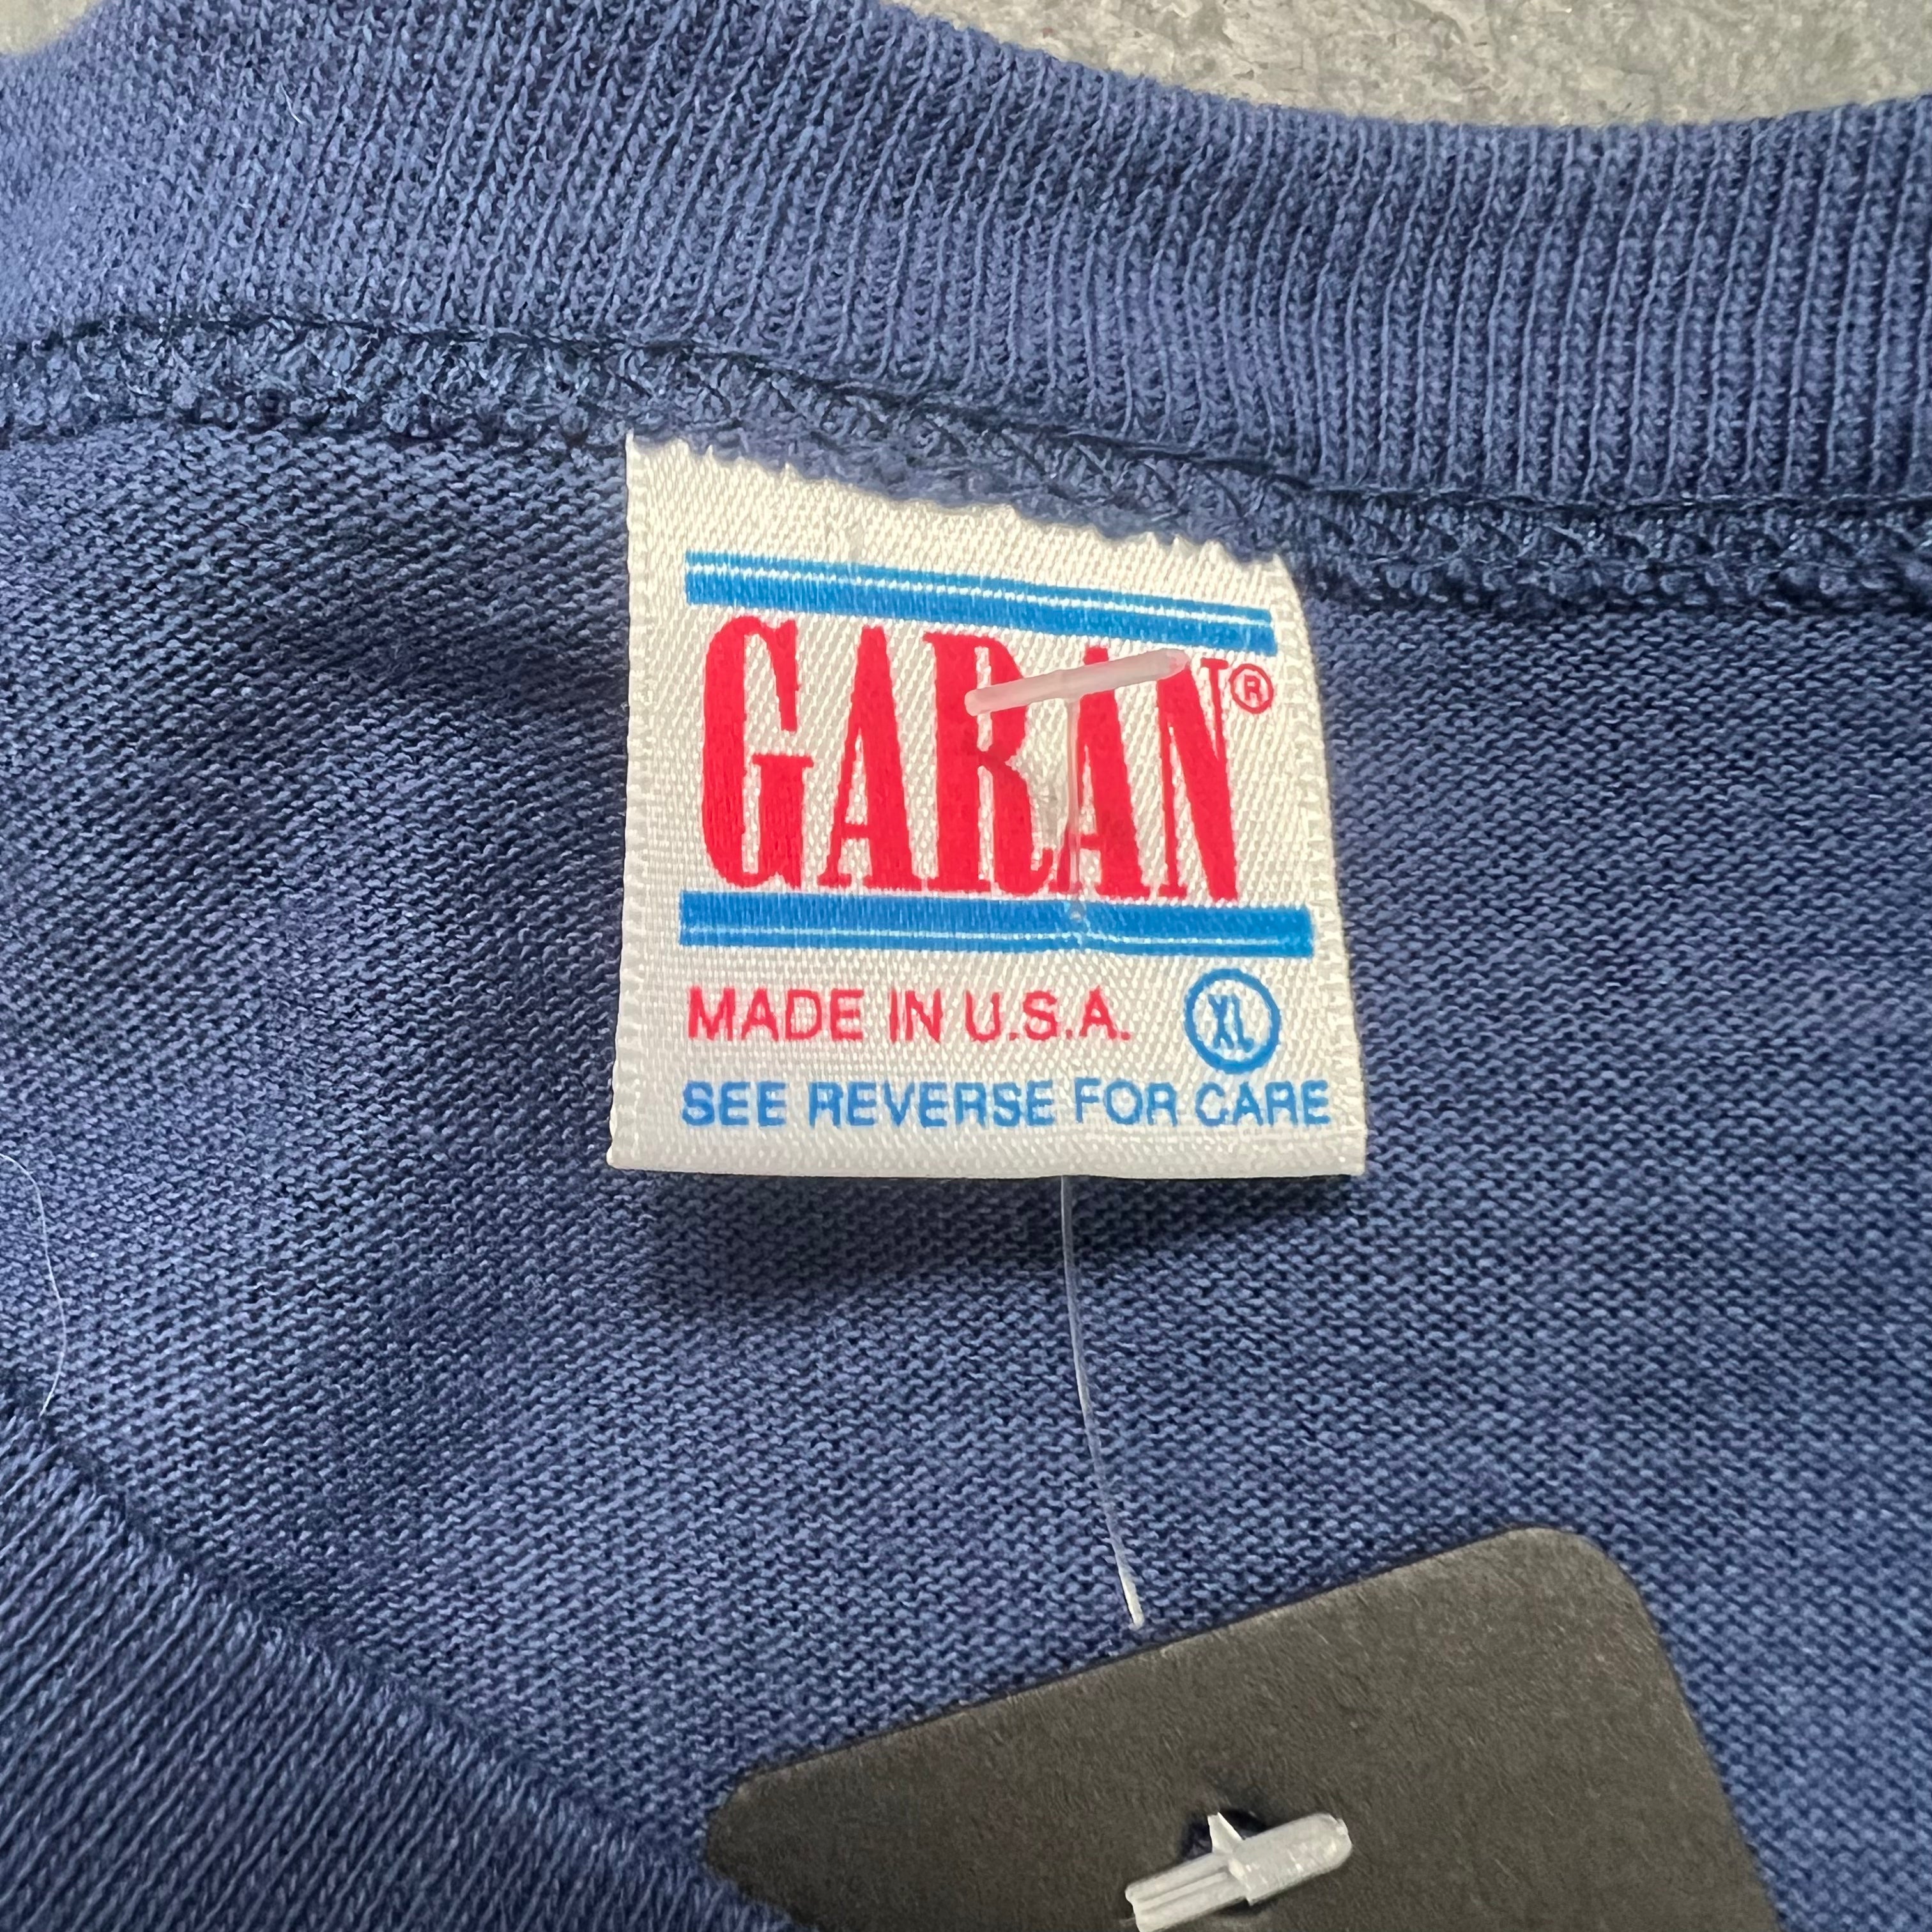 GARAN®
MADE IN U.S.A. XL
SEE REVERSE FOR CARE